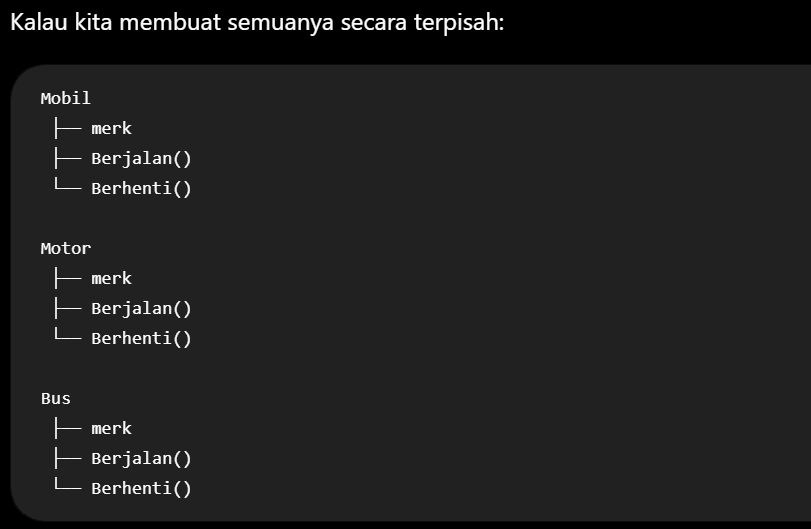 Kalau kita membuat semuanya secara terpisah:
Mobil
├── merk
├── Berjalan()
└── Berhenti()
Motor
├── merk
├── Berjalan()
└── Berhenti()
Bus
├── merk
├── Berjalan()
└── Berhenti()